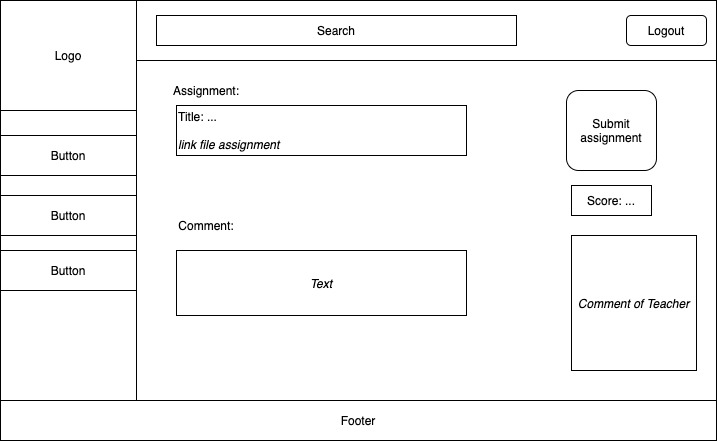 Search
Logout
Logo
Assignment:
Title: ...
link file assignment
Submit
assignment
Button
Button
Button
Score: ...
Comment:
Text
Comment of Teacher
Footer